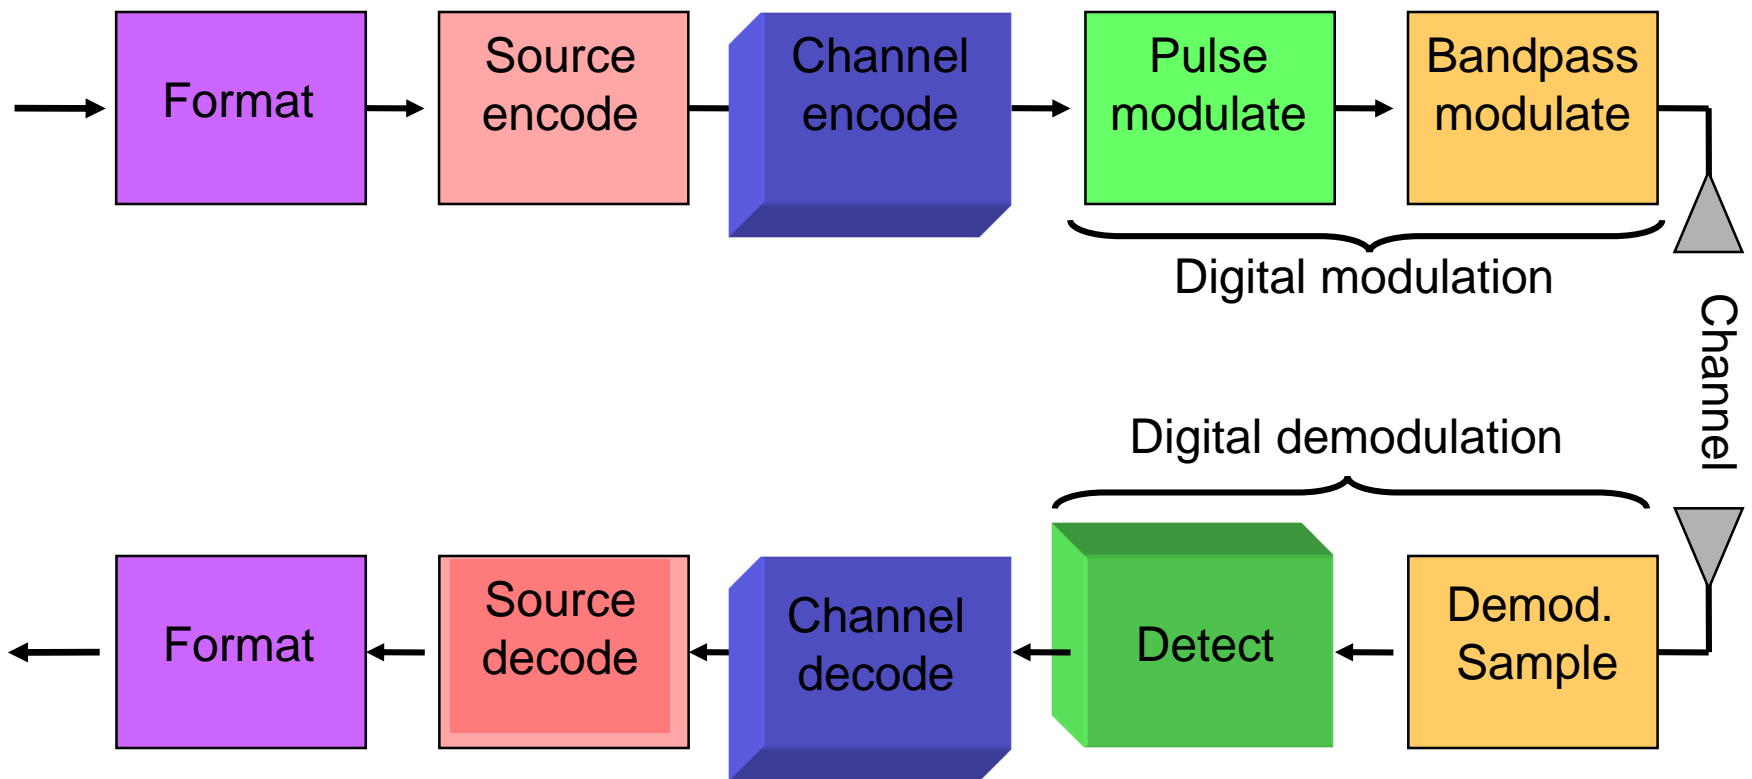 Format
Source
encode
Channel
encode
Pulse
modulate
Bandpass
modulate
Digital modulation
Channel
Digital demodulation
Format
Source
decode
Channel
decode
Detect
Demod.
Sample